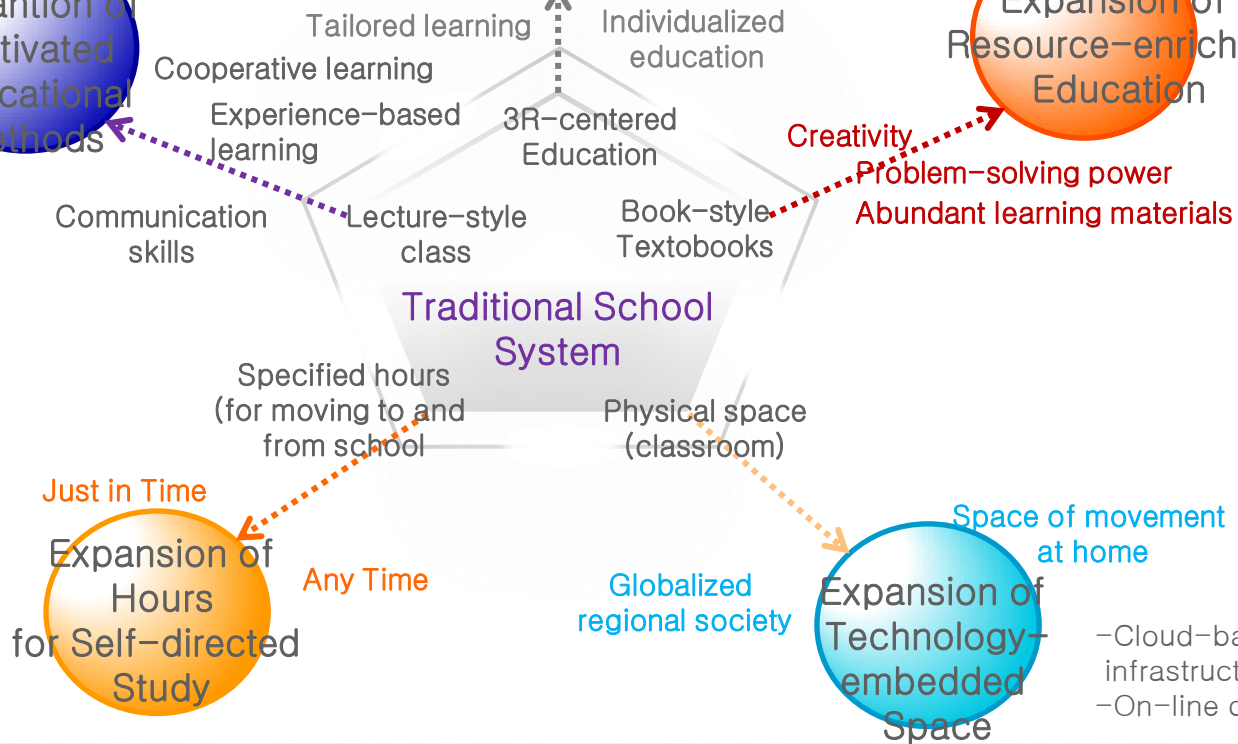 Tailored learning
Individualized
education
Expansion of
Resource-enrich
Education
Cooperative learning
Experience-based
learning
3R-centered
Education
Creativity
Problem-solving power
Abundant learning materials
Communication
skills
Lecture-style
class
Book-style
Textobooks
Traditional School
System
Specified hours
(for moving to and
from school
Physical space
(classroom)
Just in Time
Expansion of
Hours
for Self-directed
Study
Any Time
Globalized
regional society
Space of movement
at home
Expansion of
Technology-
embedded
Space
-Cloud-ba
infrastruct
-On-line